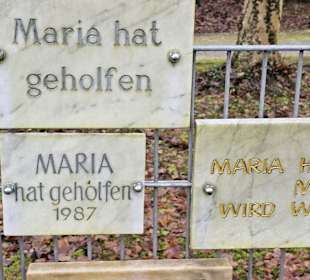 Maria hat
geholfen
MARIA
hat geholfen
1987
MARIA H
M
WIRD W